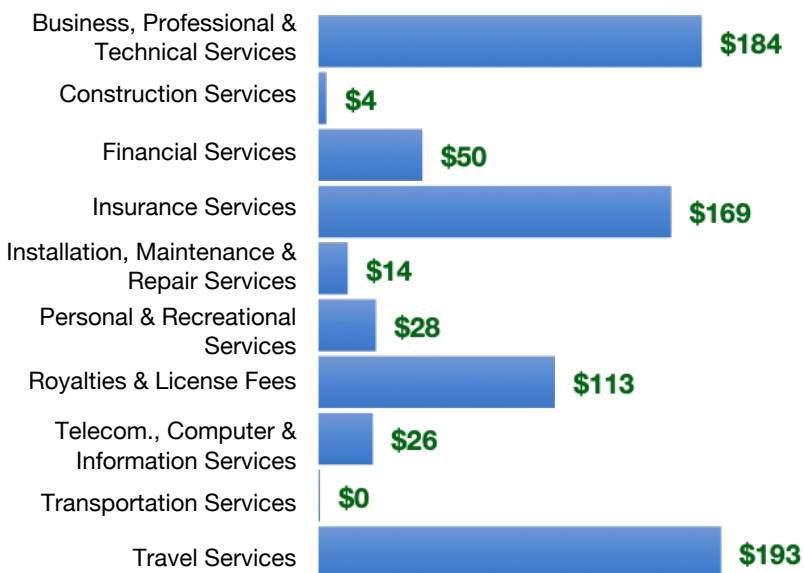 Business, Professional &
Technical Services
$184
Construction Services
$4
Financial Services
$50
Insurance Services
$169
Installation, Maintenance &
Repair Services
$14
Personal & Recreational
Services
$28
Royalties & License Fees
$113
Telecom., Computer &
Information Services
$26
Transportation Services
$0
Travel Services
$193